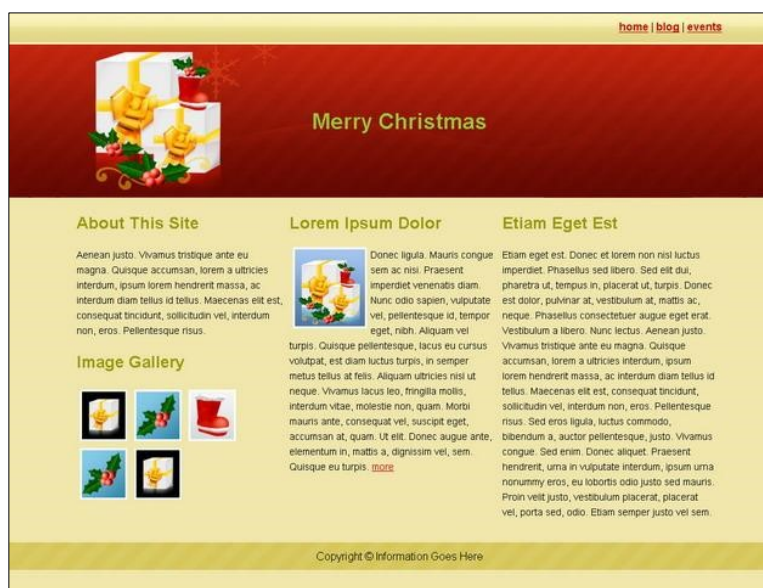 home | blog | events
Merry Christmas
About This Site
Aenean justo. Vivamus tristique ante eu
magna. Quisque accumsan, lorem a ultricies
interdum, ipsum lorem hendrerit massa, ac
interdum diam tellus id tellus. Maecenas elit est,
consequat tincidunt, sollicitudin vel, interdum
non, eros. Pellentesque risus.
Image Gallery
Lorem Ipsum Dolor
Donec ligula. Mauris congue
sem ac nisi. Praesent
imperdiet venenatis diam.
Nunc odio sapien, vulputate
vel, pellentesque id, tempor
eget, nibh. Aliquam vel
turpis. Quisque pellentesque, lacus eu cursus
volutpat, est diam luctus turpis, in semper
metus tellus at felis. Aliquam ultricies nisl ut
neque. Vivamus lacus leo, fringilla mollis,
interdum vitae, molestie non, quam. Morbi
mauris ante, consequat vel, suscipit eget,
accumsan at, quam. Ut elit. Donec augue ante,
elementum in, mattis a, dignissim vel, sem.
Quisque eu turpis. more
Etiam Eget Est
Etiam eget est. Donec et lorem non nisl luctus
imperdiet. Phasellus sed libero. Sed elit dui,
pharetra ut, tempus in, placerat ut, turpis. Donec
est dolor, pulvinar at, vestibulum at, mattis ac,
neque. Phasellus consectetuer augue eget erat.
Vestibulum a libero. Nunc lectus. Aenean justo.
Vivamus tristique ante eu magna. Quisque
accumsan, lorem a ultricies interdum, ipsum
lorem hendrerit massa, ac interdum diam tellus id
tellus. Maecenas elit est, consequat tincidunt,
sollicitudin vel, interdum non, eros. Pellentesque
risus. Sed eros ligula, luctus commodo,
bibendum a, auctor pellentesque, justo. Vivamus
congue. Sed enim. Donec aliquet. Praesent
hendrerit, urna in vulputate interdum, ipsum urna
nonummy eros, eu lobortis odio justo sed mauris.
Proin velit justo, vestibulum placerat, placerat
vel, porta sed, odio. Etiam semper justo vel sem.
Copyright © Information Goes Here